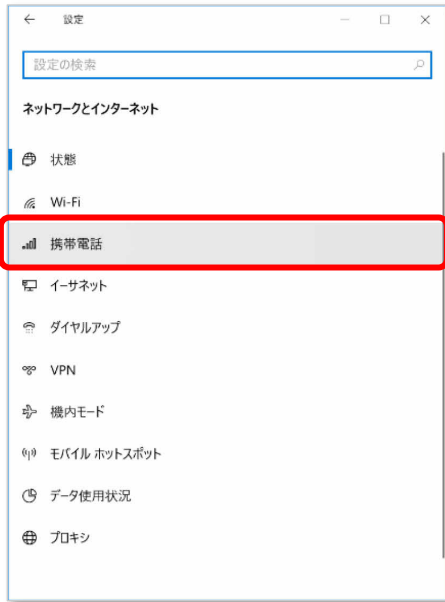 設定
設定の検索
ネットワークとインターネット
状態
Wi-Fi
携帯電話
イーサネット
ダイヤルアップ
VPN
機内モード
モバイル ホットスポット
データ使用状況
プロキシ